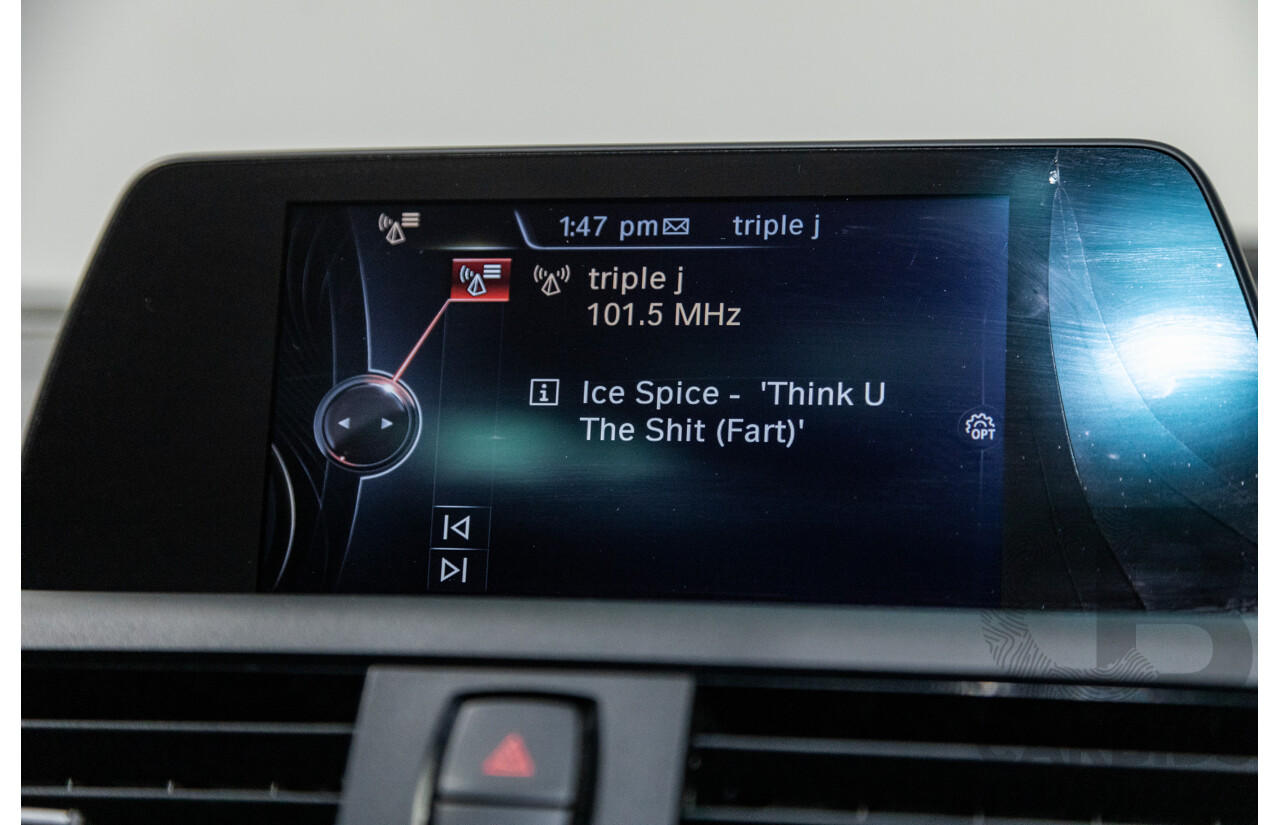 1:47 pm triple j
triple j
101.5 MHz
i Ice Spice - 'Think U
The Shit (Fart)'
OPT